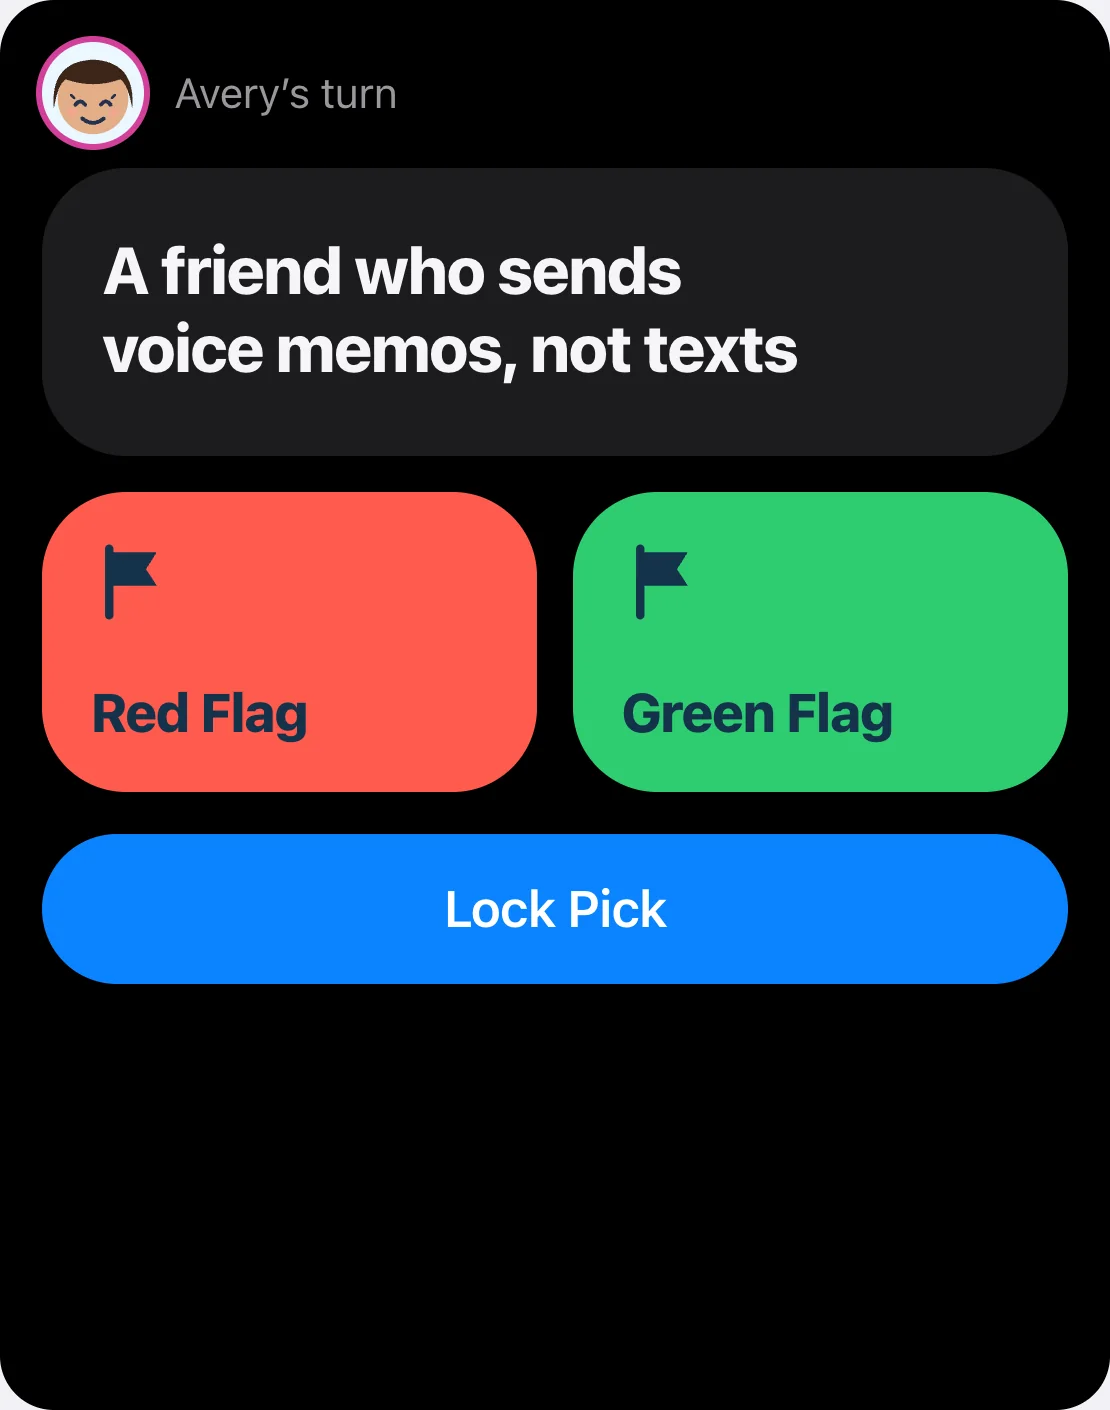 Avery’s turn
A friend who sends
voice memos, not texts
Red Flag
Green Flag
Lock Pick